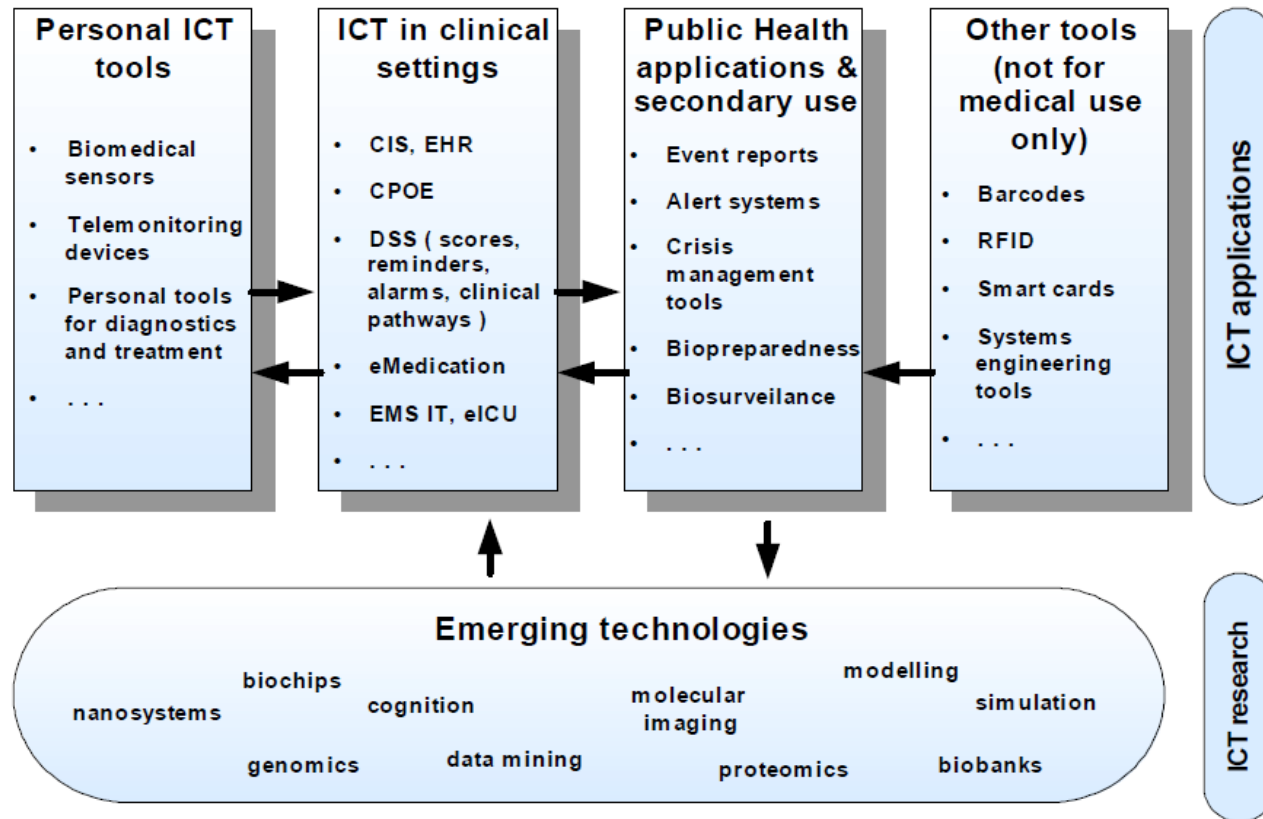 Personal ICT
tools
• Biomedical
sensors
• Telemonitoring
devices
• Personal tools
for diagnostics
and treatment
• . . .
ICT in clinical
settings
• CIS, EHR
• CPOE
• DSS ( scores,
reminders,
alarms, clinical
pathways )
• eMedication
• EMS IT, eICU
• . . .
Public Health
applications &
secondary use
• Event reports
• Alert systems
• Crisis
management
tools
• Biopreparedness
• Biosurveilance
• . . .
Other tools
(not for
medical use
only)
• Barcodes
• RFID
• Smart cards
• Systems
engineering
tools
• . . .
ICT applications
Emerging technologies
biochips
nanosystems
cognition
genomics
data mining
molecular
imaging
modelling
simulation
proteomics
biobanks
ICT research